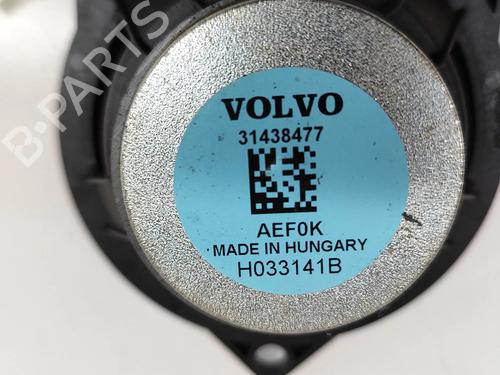 B-PARTS
VOLVO
31438477
AEF0K
MADE IN HUNGARY
H033141B